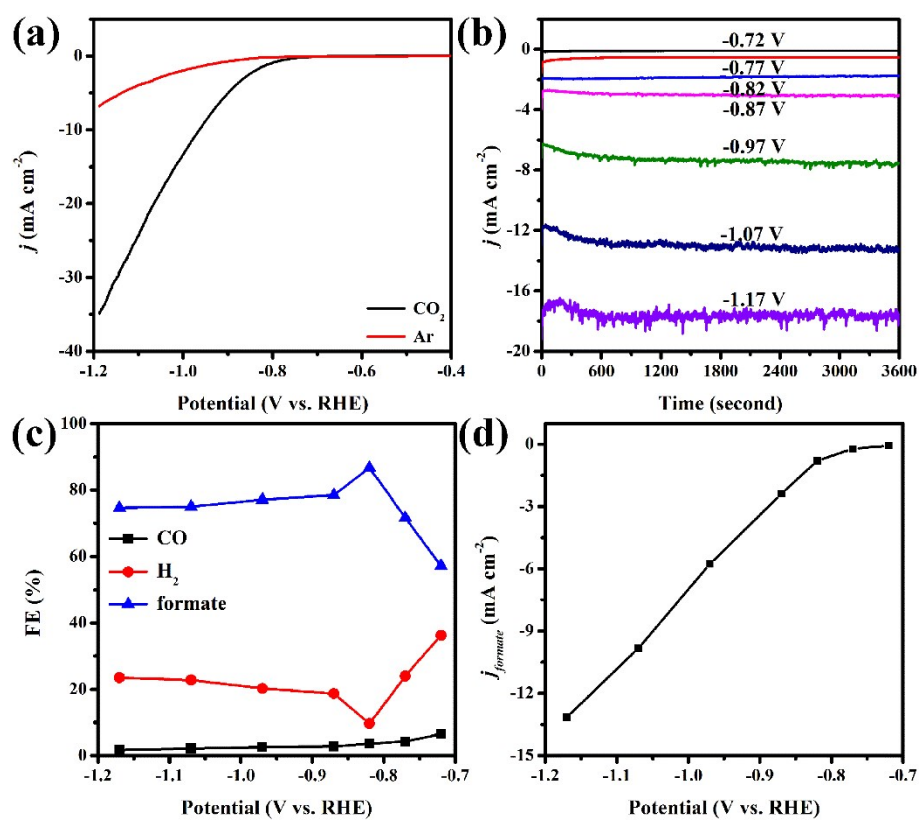 (a)
0
-5
-10
-15
-20
-25
-30
-35
-40
j (mA cm⁻²)
CO₂
Ar
-1.2 -1.0 -0.8 -0.6 -0.4
Potential (V vs. RHE)
(b)
0
-4
-8
-12
-16
-20
j (mA cm⁻²)
-0.72 V
-0.77 V
-0.82 V
-0.87 V
-0.97 V
-1.07 V
-1.17 V
0 600 1200 1800 2400 3000 3600
Time (second)
(c)
100
80
60
40
20
0
FE (%)
CO
H₂
formate
-1.2 -1.1 -1.0 -0.9 -0.8 -0.7
Potential (V vs. RHE)
(d)
0
-3
-6
-9
-12
-15
j formate (mA cm⁻²)
-1.2 -1.1 -1.0 -0.9 -0.8 -0.7
Potential (V vs. RHE)